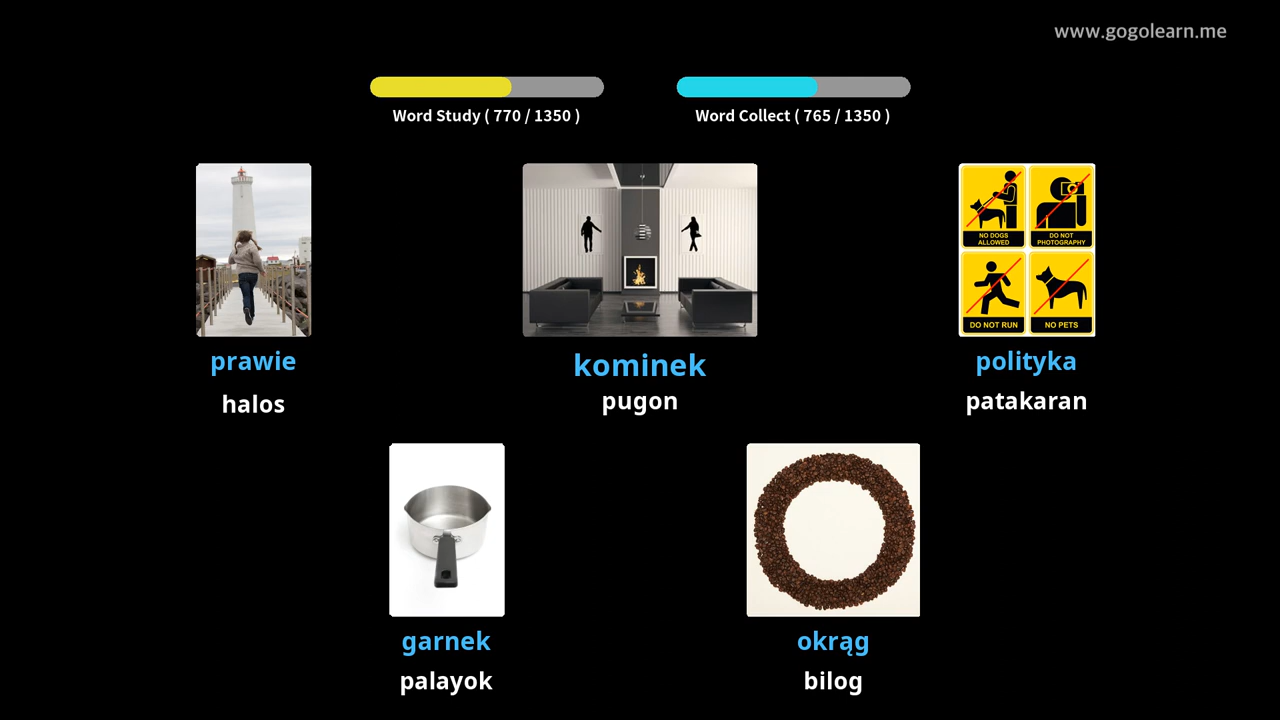 www.gogolearn.me
Word Study ( 770 / 1350 )
Word Collect ( 765 / 1350 )
NO DOGS
ALLOWED
DO NOT
PHOTOGRAPHY
DO NOT RUN
NO PETS
prawie
halos
kominek
pugon
polityka
patakaran
garnek
palayok
okrąg
bilog